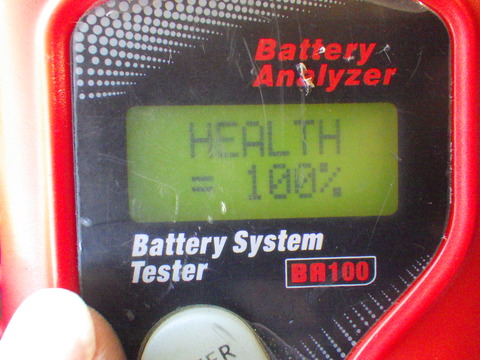 Battery
Analyzer
HEALTH
= 100%
Battery System
Tester
BA100